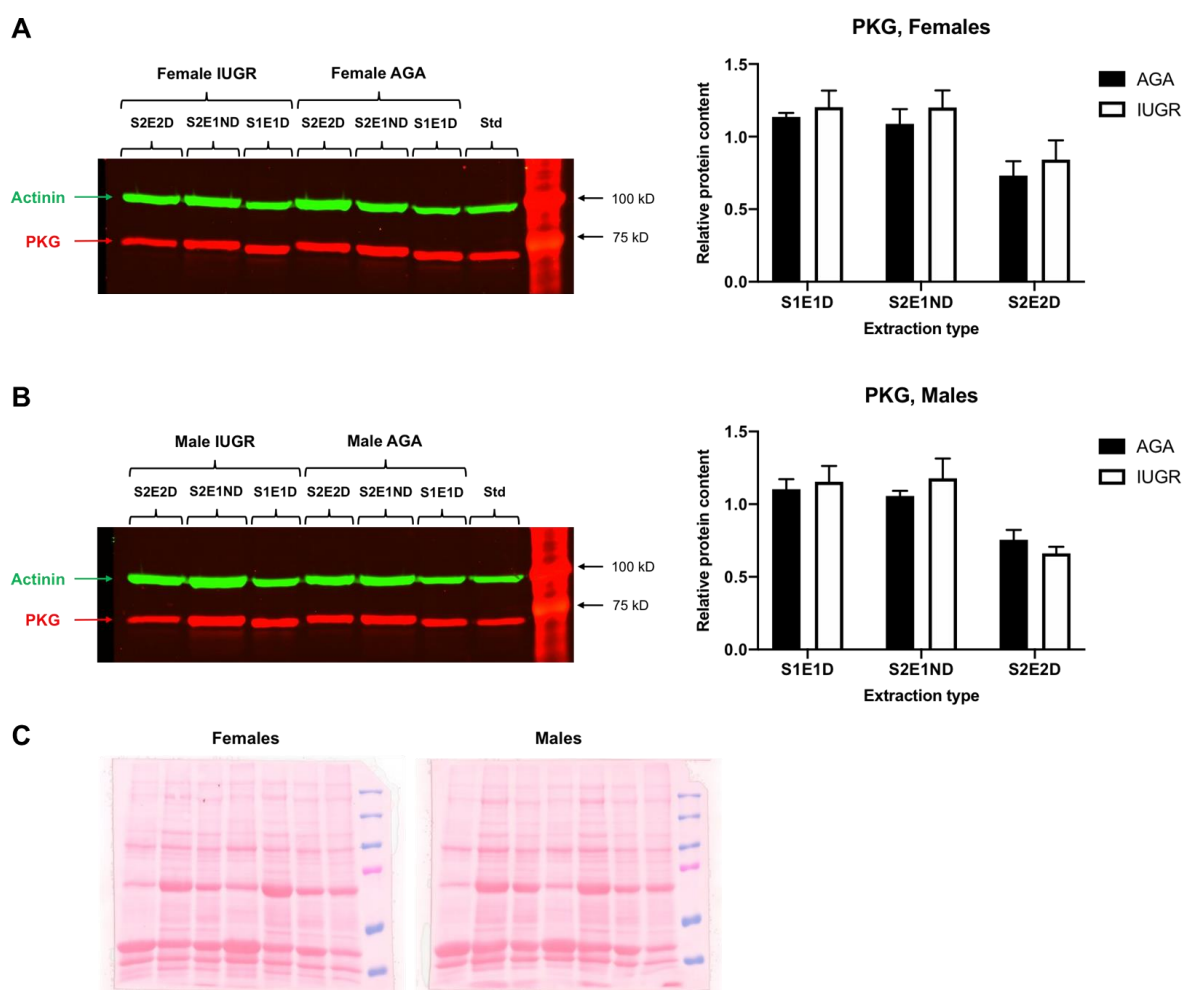 A
Female IUGR Female AGA
S2E2D S2E1ND S1E1D S2E2D S2E1ND S1E1D Std
Actinin
PKG
100 kD
75 kD
PKG, Females
Relative protein content
1.5
1.0
0.5
0.0
S1E1D S2E1ND S2E2D
Extraction type
AGA
IUGR
B
Male IUGR Male AGA
S2E2D S2E1ND S1E1D S2E2D S2E1ND S1E1D Std
Actinin
PKG
100 kD
75 kD
PKG, Males
Relative protein content
1.5
1.0
0.5
0.0
S1E1D S2E1ND S2E2D
Extraction type
AGA
IUGR
C
Females Males